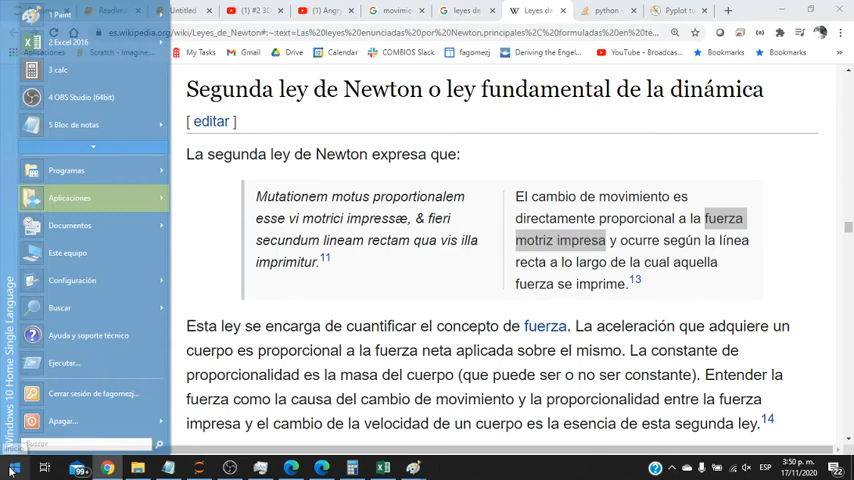 Untitled
(1) #2 3D
(1) Angry
movimie
leyes de
Leyes de
python -
Pyplot tu
es.wikipedia.org/wiki/Leyes_de_Newton#:~:text=Las%20leyes%20enunciadas%20por%20Newton,principales%2C%20formuladas%20en%20té...
Aplicaciones
Scratch - Imagine,...
My Tasks
Gmail
Drive
Calendar
COMBIOS Slack
fagomezj
Deriving the Engel...
YouTube - Broadcast...
Bookmarks
Bookmarks
1 Paint
2 Excel 2016
3 calc
4 OBS Studio (64bit)
5 Bloc de notas
Programas
Aplicaciones
Documentos
Este equipo
Configuración
Buscar
Ayuda y soporte técnico
Ejecutar...
Cerrar sesión de fagomezj...
Apagar...
Buscar
Inicio
Windows 10 Home Single Language
Segunda ley de Newton o ley fundamental de la dinámica
[ editar ]
La segunda ley de Newton expresa que:
Mutationem motus proportionalem
esse vi motrici impressæ, & fieri
secundum lineam rectam qua vis illa
imprimitur.11
El cambio de movimiento es
directamente proporcional a la fuerza
motriz impresa y ocurre según la línea
recta a lo largo de la cual aquella
fuerza se imprime.13
Esta ley se encarga de cuantificar el concepto de fuerza. La aceleración que adquiere un
cuerpo es proporcional a la fuerza neta aplicada sobre el mismo. La constante de
proporcionalidad es la masa del cuerpo (que puede ser o no ser constante). Entender la
fuerza como la causa del cambio de movimiento y la proporcionalidad entre la fuerza
impresa y el cambio de la velocidad de un cuerpo es la esencia de esta segunda ley.14
99+
ESP
3:50 p. m.
17/11/2020
22